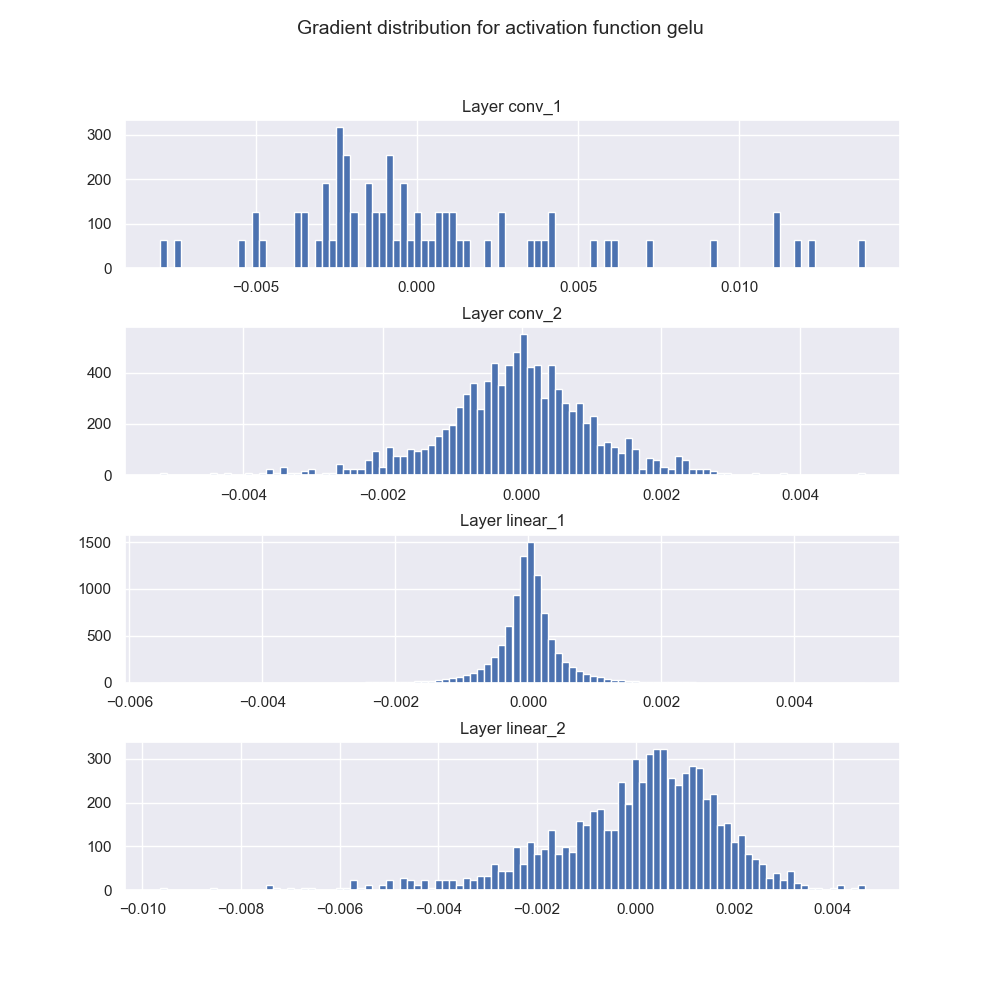 Gradient distribution for activation function gelu
Layer conv_1
300
200
100
0
−0.005 0.000 0.005 0.010
Layer conv_2
400
200
0
−0.004 −0.002 0.000 0.002 0.004
Layer linear_1
1500
1000
500
0
−0.006 −0.004 −0.002 0.000 0.002 0.004
Layer linear_2
300
200
100
0
−0.010 −0.008 −0.006 −0.004 −0.002 0.000 0.002 0.004